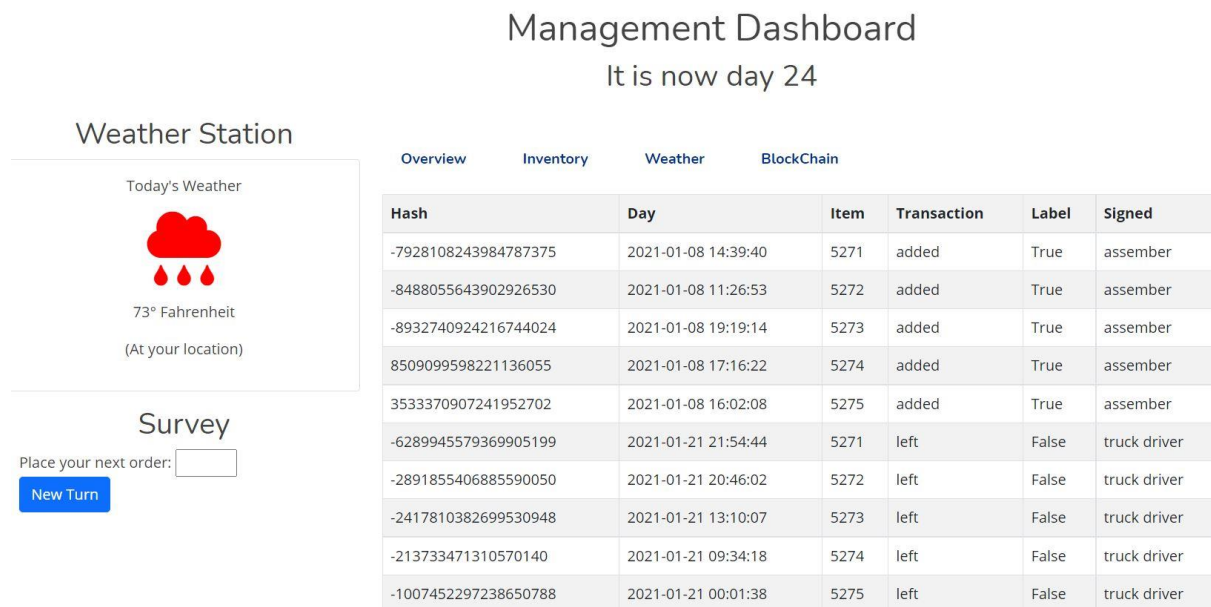 Management Dashboard
It is now day 24
Weather Station
Today's Weather
73° Fahrenheit
(At your location)
Survey
Place your next order:
New Turn
Overview Inventory Weather BlockChain
Hash Day Item Transaction Label Signed
-7928108243984787375 2021-01-08 14:39:40 5271 added True assember
-8488055643902926530 2021-01-08 11:26:53 5272 added True assember
-8932740924216744024 2021-01-08 19:19:14 5273 added True assember
8509099598221136055 2021-01-08 17:16:22 5274 added True assember
3533370907241952702 2021-01-08 16:02:08 5275 added True assember
-6289945579369905199 2021-01-21 21:54:44 5271 left False truck driver
-2891855406885590050 2021-01-21 20:46:02 5272 left False truck driver
-2417810382699530948 2021-01-21 13:10:07 5273 left False truck driver
-213733471310570140 2021-01-21 09:34:18 5274 left False truck driver
-1007452297238650788 2021-01-21 00:01:38 5275 left False truck driver